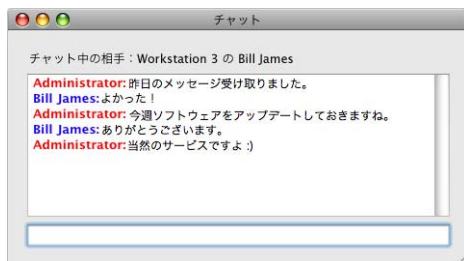 チャット
チャット中の相手：Workstation 3 の Bill James
Administrator: 昨日のメッセージ受け取りました。
Bill James: よかった！
Administrator: 今週ソフトウェアをアップデートしておきますね。
Bill James: ありがとうございます。
Administrator: 当然のサービスですよ :)